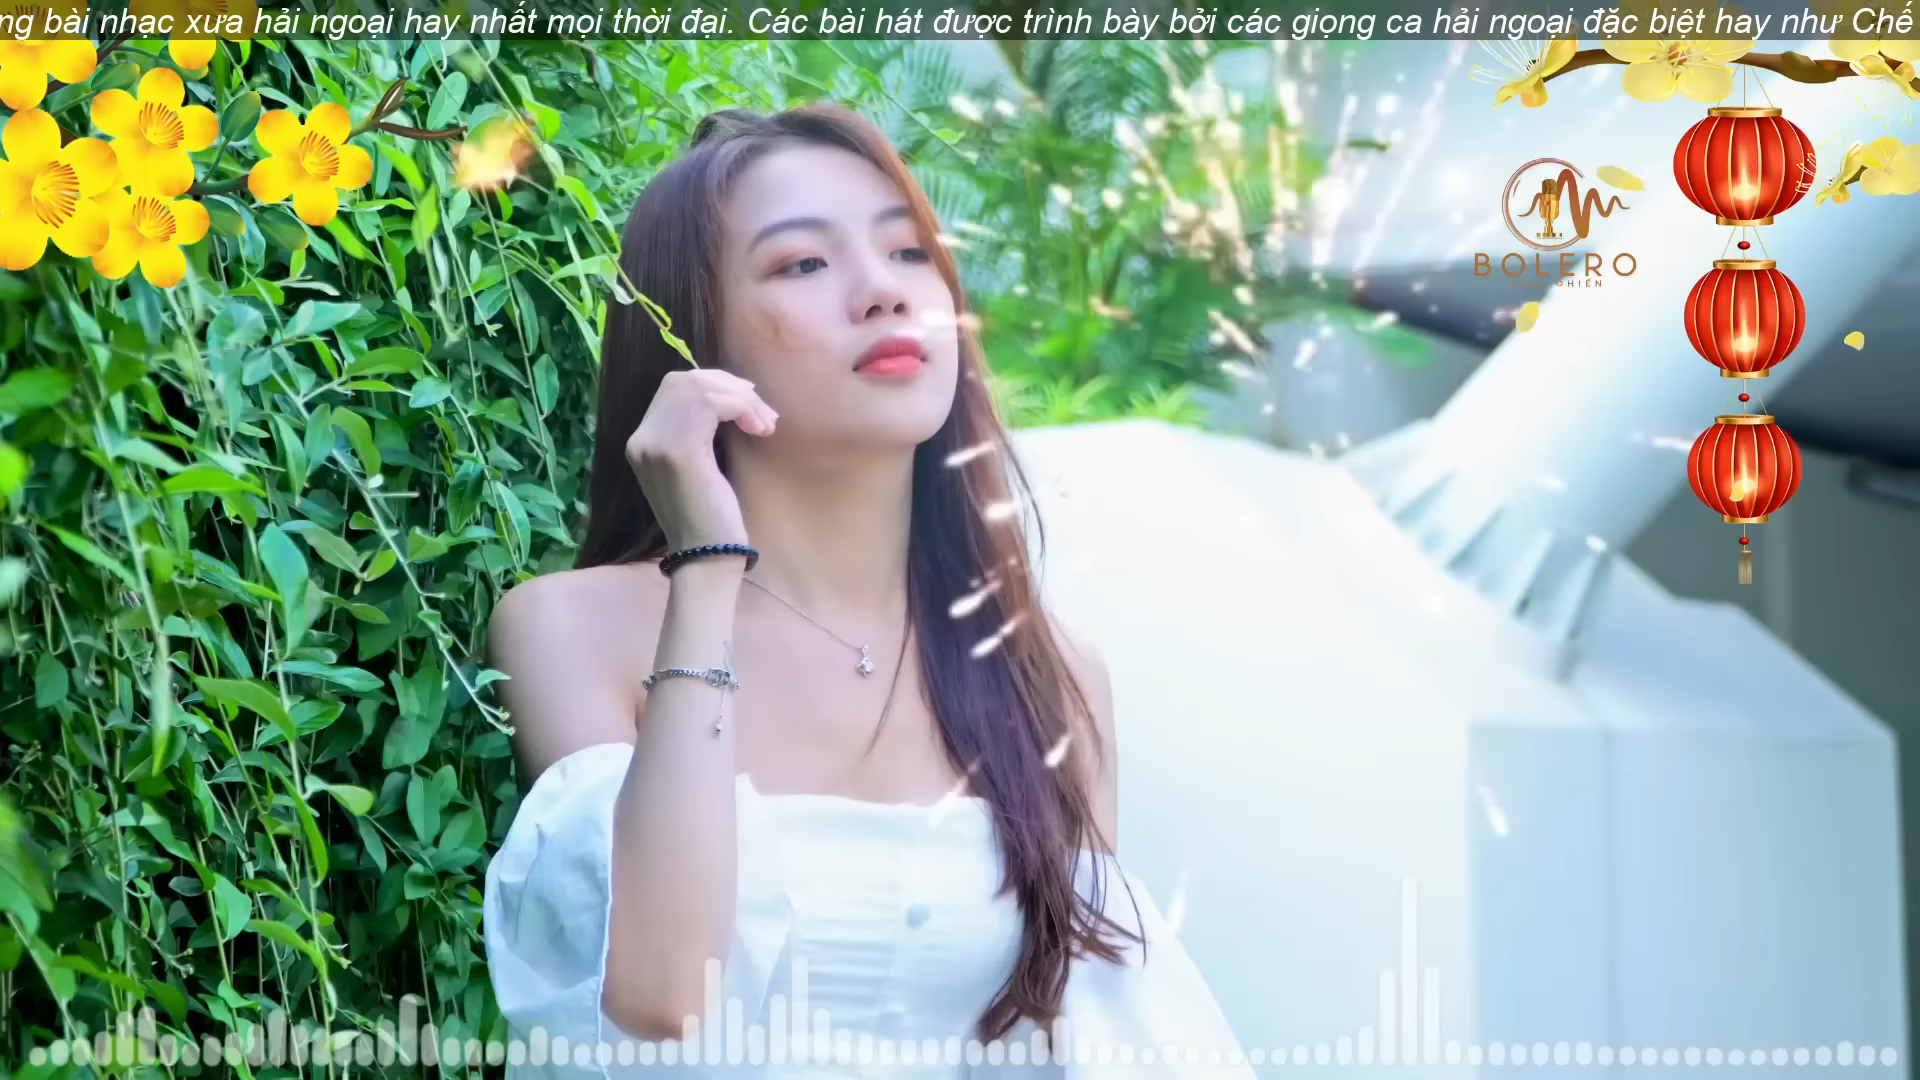 ng bài nhạc xưa hải ngoại hay nhất mọi thời đại. Các bài hát được trình bày bởi các giọng ca hải ngoại đặc biệt hay như Chế
BOLERO